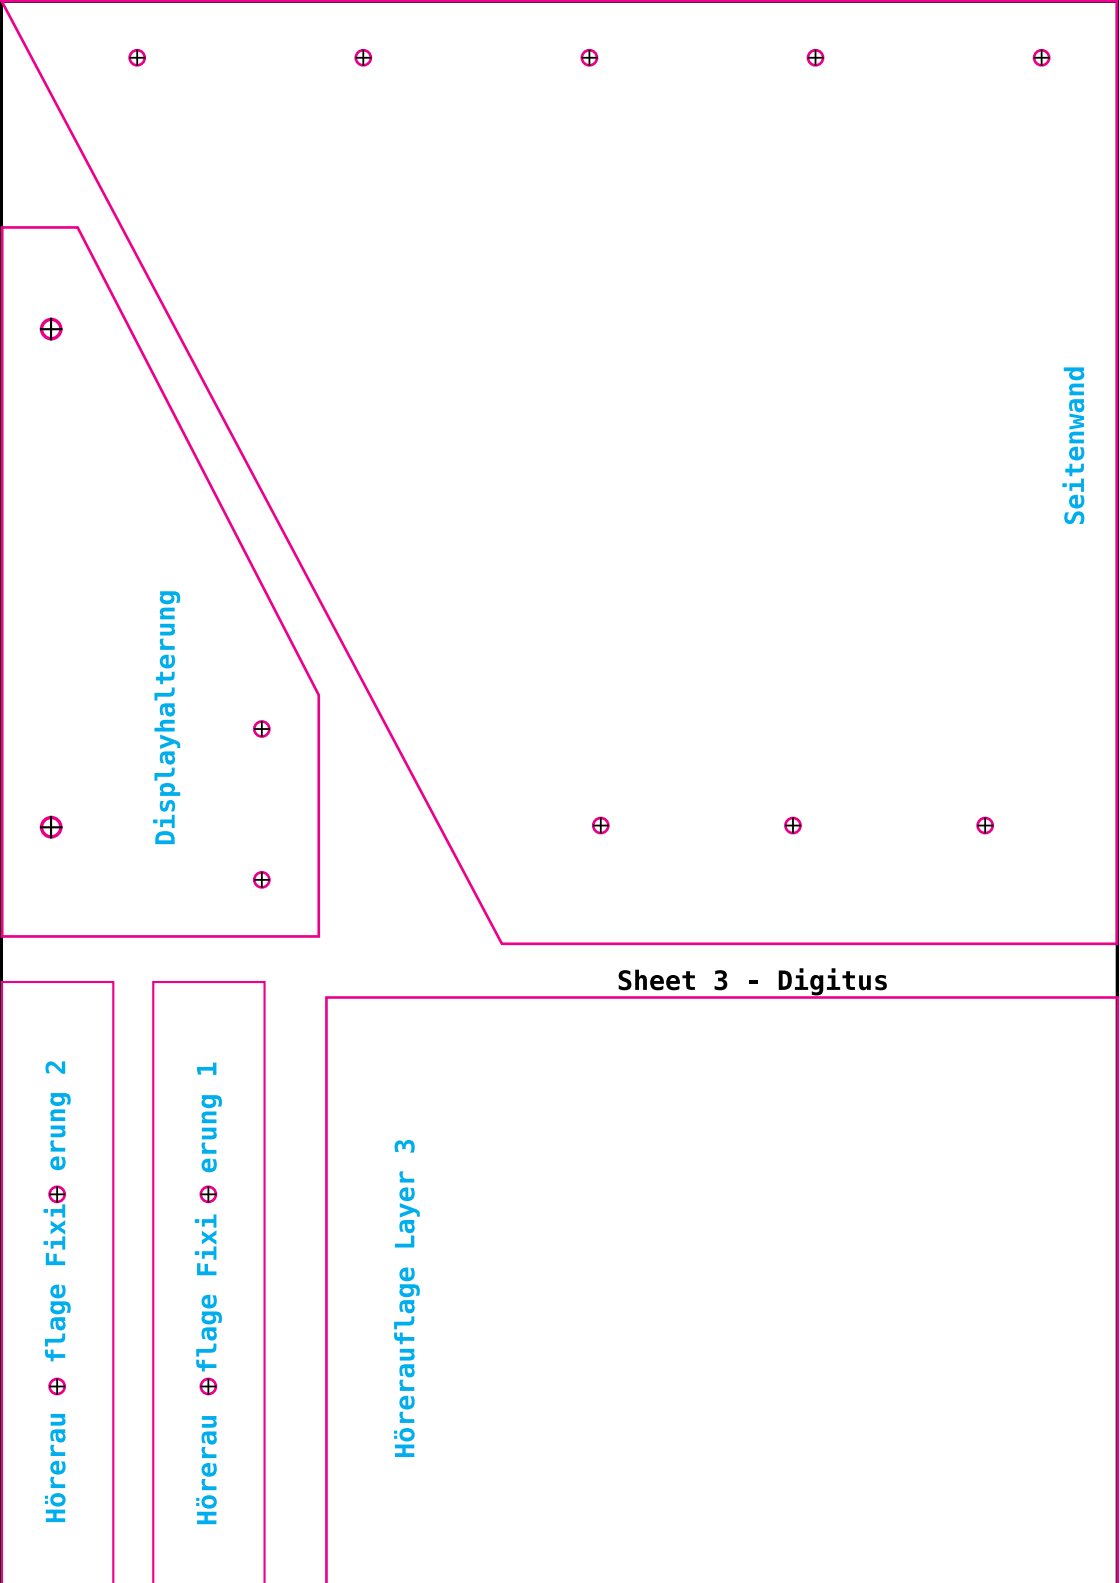 Seitenwand
Displayhalterung
Sheet 3 - Digitus
Hörerau flage Fixi erung 2
Hörerau flage Fixi erung 1
Hörerauflage Layer 3